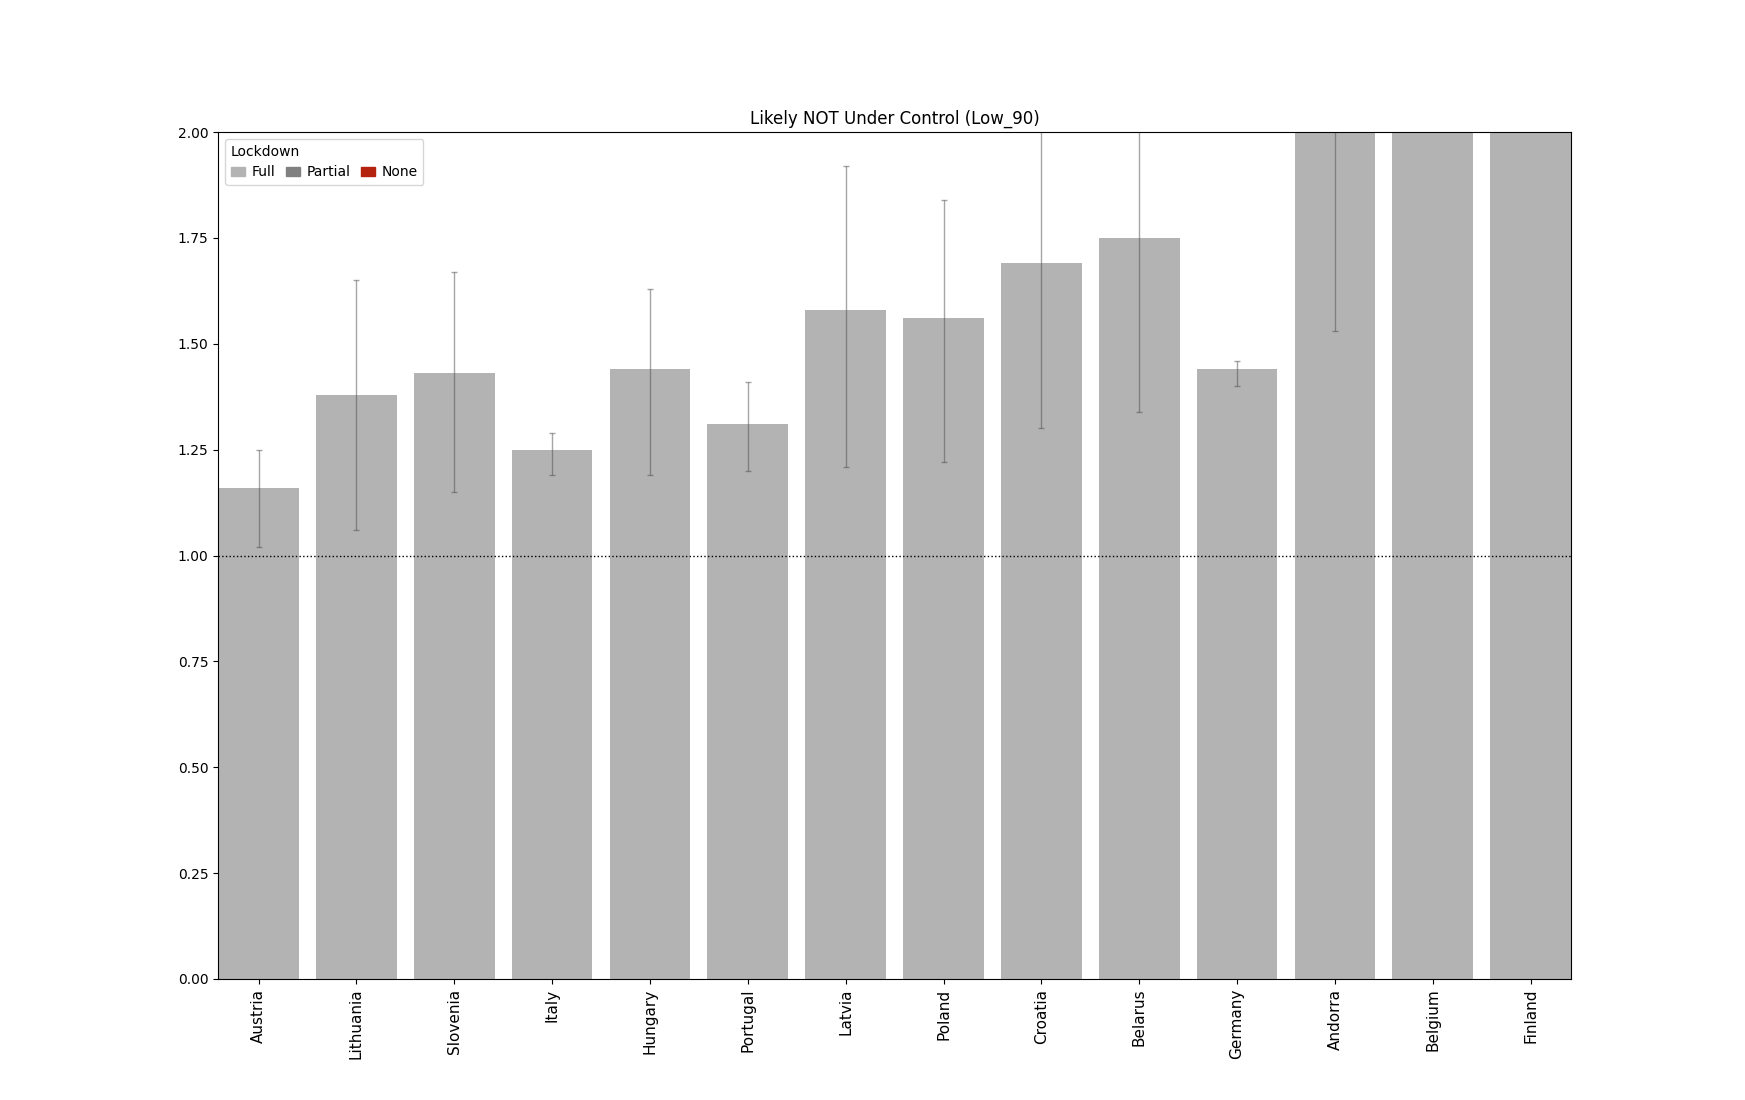 Likely NOT Under Control (Low_90)
Lockdown
Full Partial None
2.00
1.75
1.50
1.25
1.00
0.75
0.50
0.25
0.00
Austria
Lithuania
Slovenia
Italy
Hungary
Portugal
Latvia
Poland
Croatia
Belarus
Germany
Andorra
Belgium
Finland